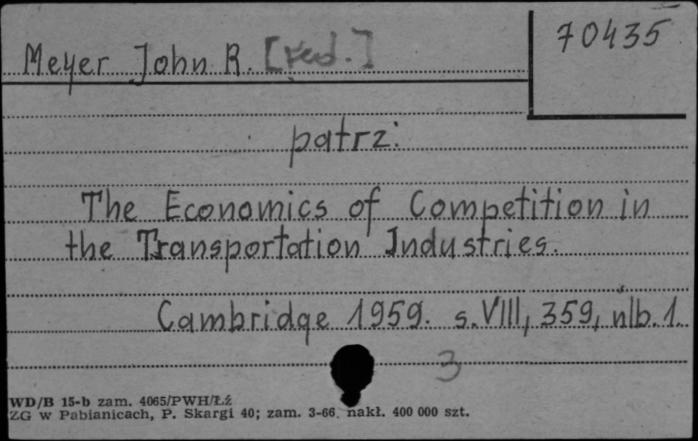 70435
Meyer John R. [red.]
patrz:
The Economics of Competition in
the Transportation Industries.
Cambridge 1959. s. VIII, 359, nlb. 1.
3
WD/B 15-b zam. 4065/PWH/Łź
ZG w Pabianicach, P. Skargi 40; zam. 3-66 nakł. 400 000 szt.